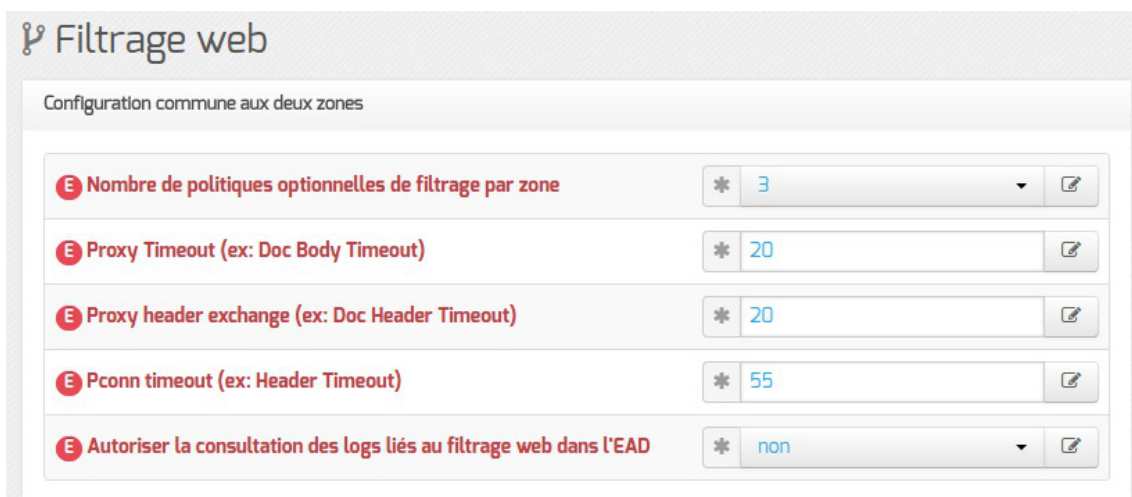 Filtrage web
Configuration commune aux deux zones
E Nombre de politiques optionnelles de filtrage par zone * 3
E Proxy Timeout (ex: Doc Body Timeout) * 20
E Proxy header exchange (ex: Doc Header Timeout) * 20
E Pconn timeout (ex: Header Timeout) * 55
E Autoriser la consultation des logs liés au filtrage web dans l'EAD * non